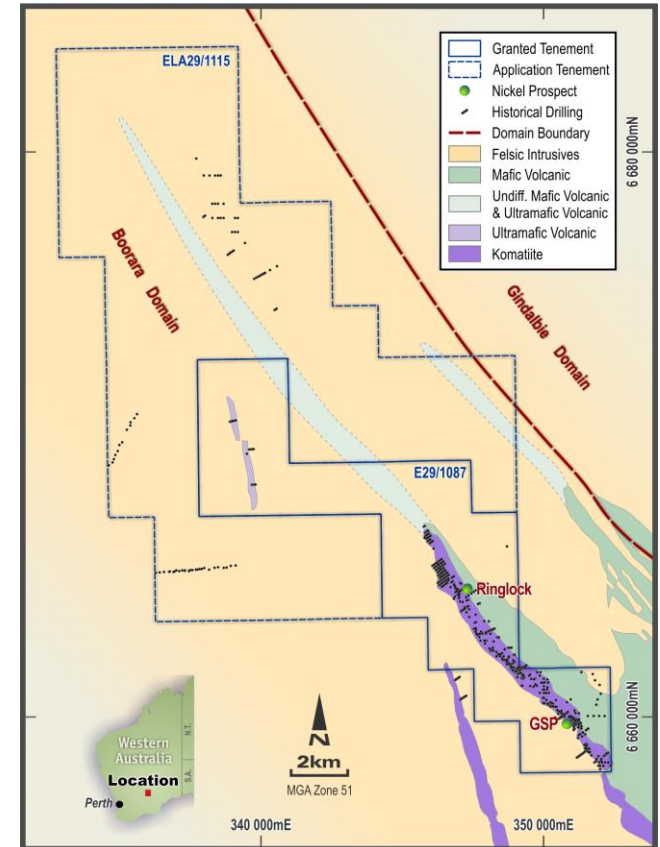 ELA29/1115
Granted Tenement
Application Tenement
Nickel Prospect
Historical Drilling
Domain Boundary
Felsic Intrusives
Mafic Volcanic
Undiff. Mafic Volcanic
& Ultramafic Volcanic
Ultramafic Volcanic
Komatiite
6 680 000mN
Boorara Domain
Gindalbie Domain
E29/1087
Ringlock
GSP
6 660 000mN
Western
Australia
Location
Perth
N.T.
S.A.
N
2km
MGA Zone 51
340 000mE
350 000mE